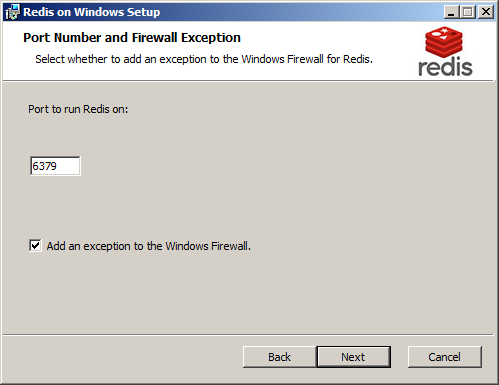 Redis on Windows Setup
Port Number and Firewall Exception
Select whether to add an exception to the Windows Firewall for Redis.
redis
Port to run Redis on:
6379
Add an exception to the Windows Firewall.
Back
Next
Cancel